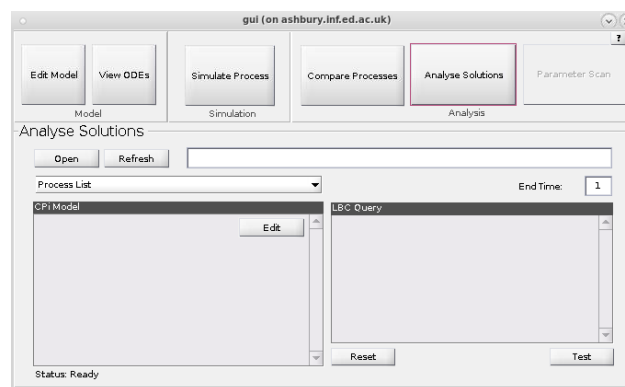 gui (on ashbury.inf.ed.ac.uk)
?
Edit Model
View ODEs
Simulate Process
Compare Processes
Analyse Solutions
Parameter Scan
Model
Simulation
Analysis
Analyse Solutions
Open
Refresh
Process List
End Time:
1
CPi Model
LBC Query
Edit
Reset
Test
Status: Ready